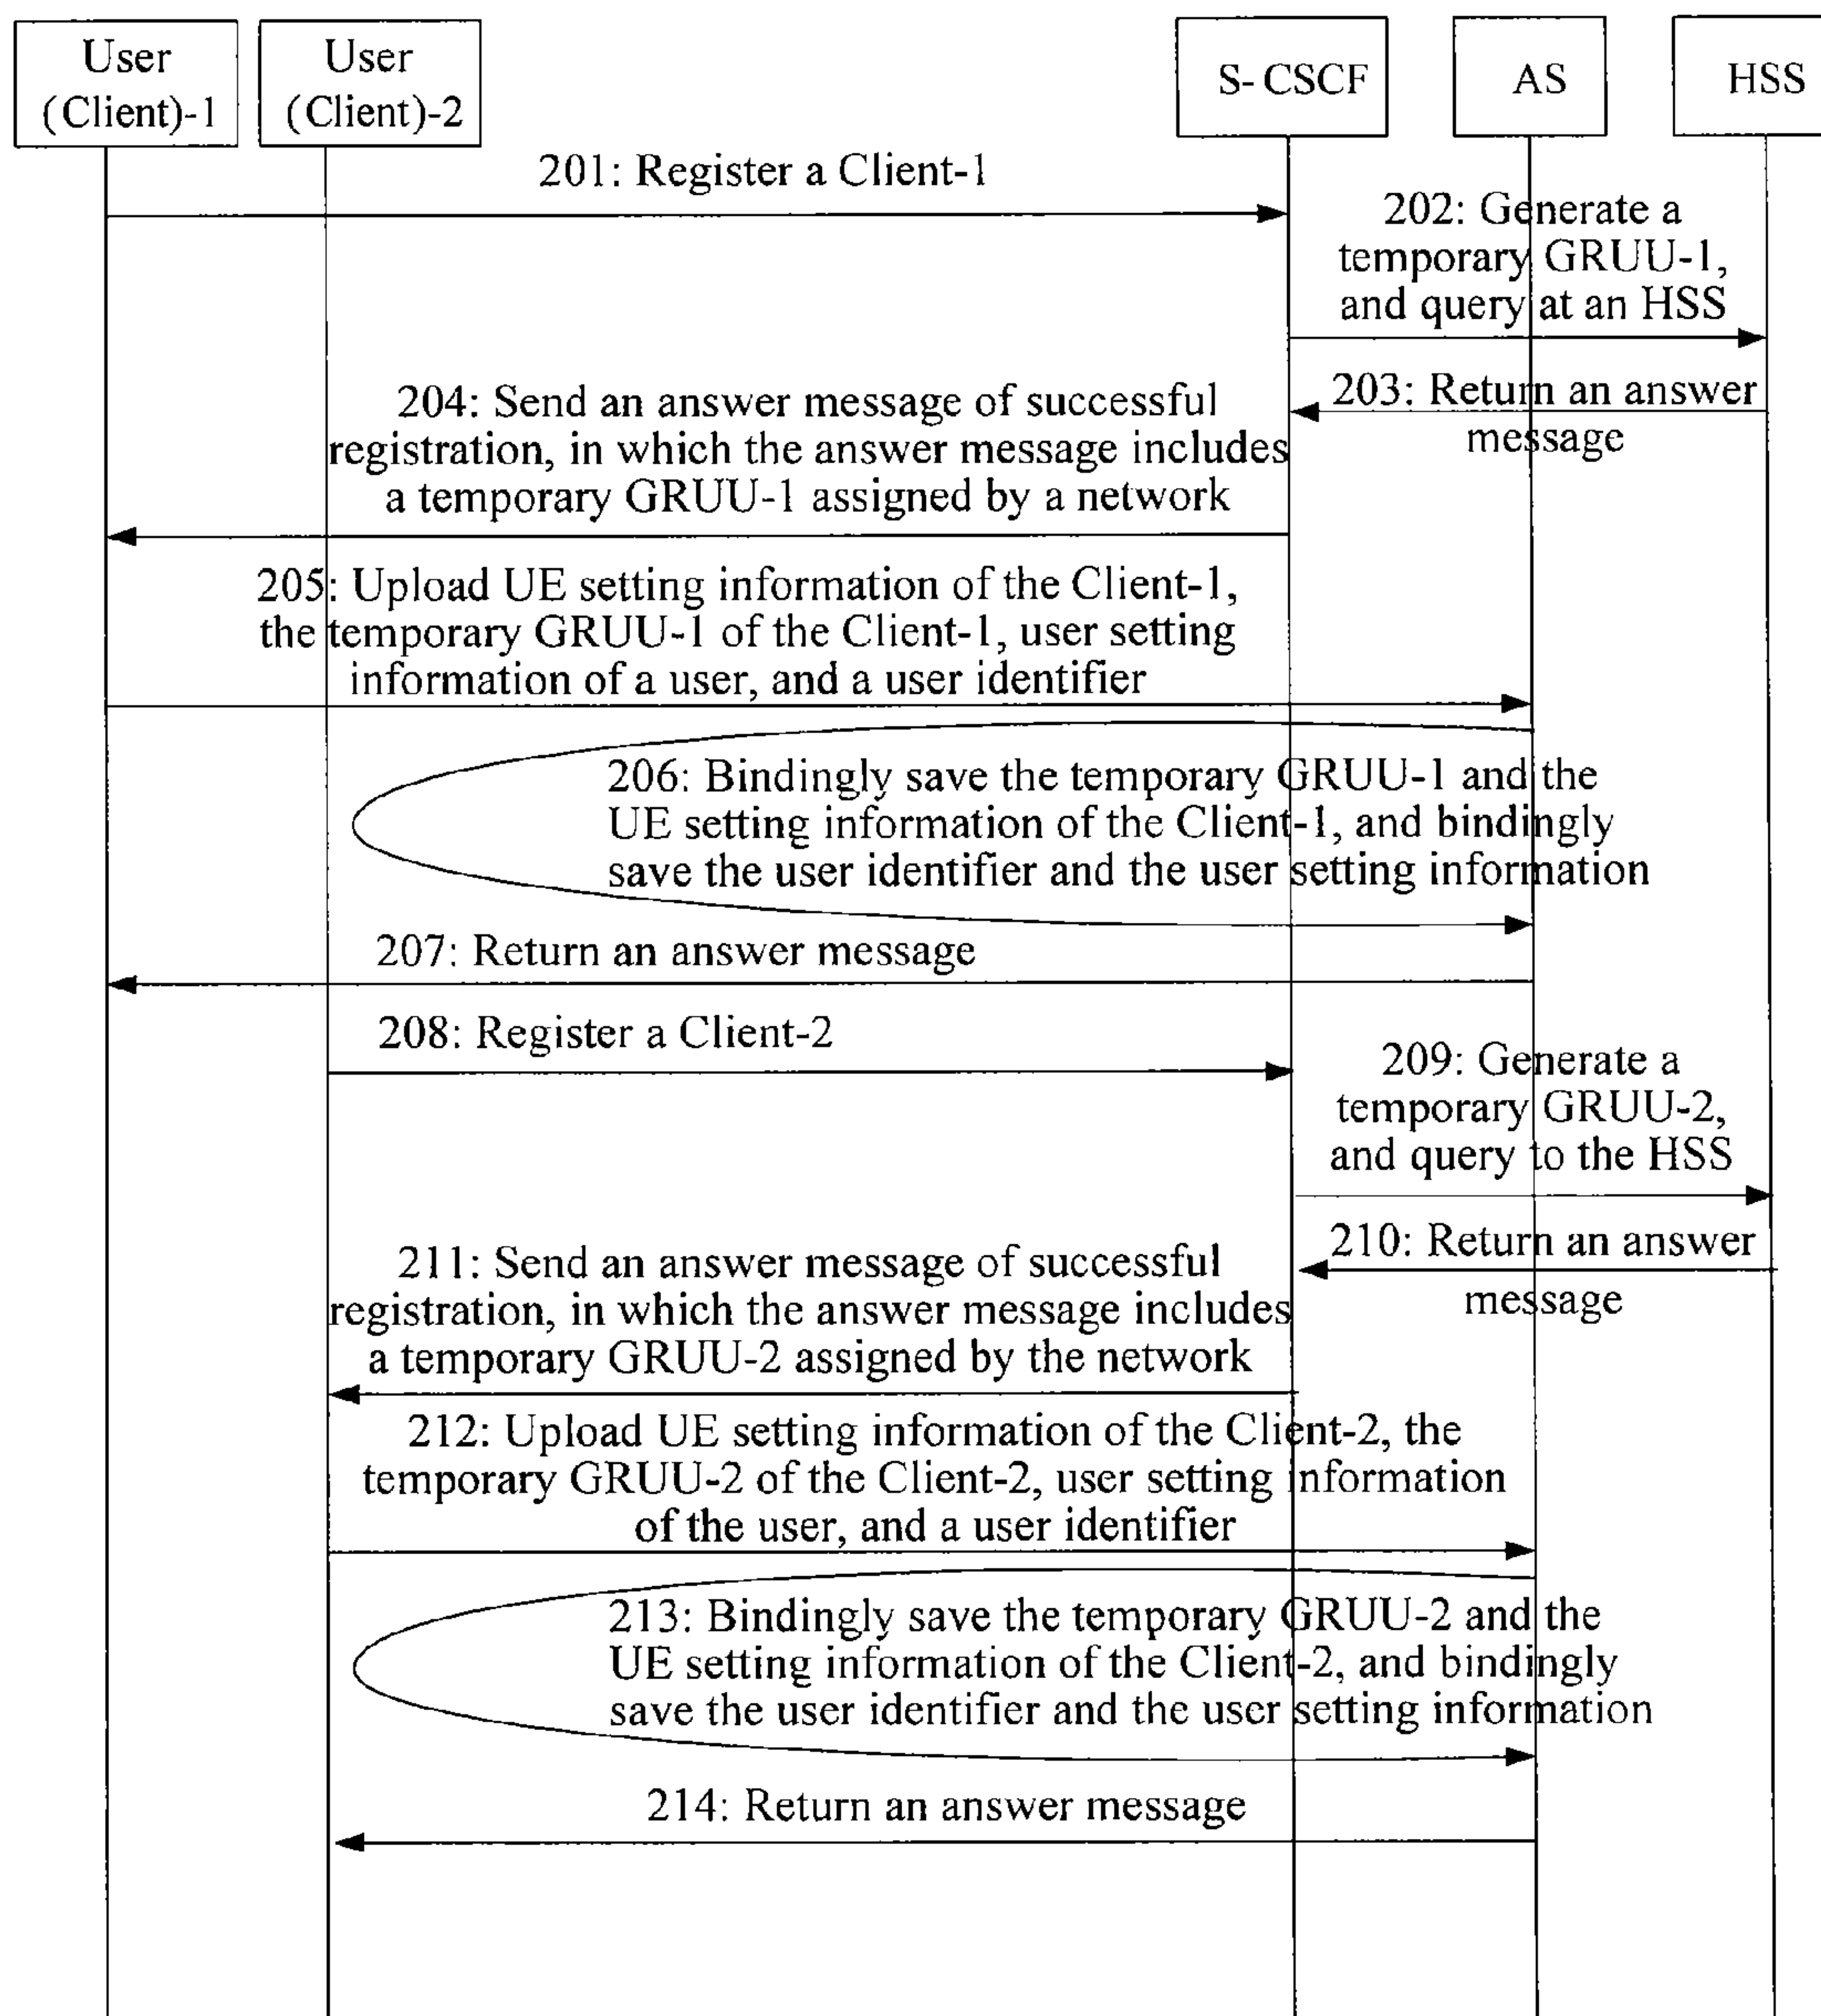 User
(Client)-1
User
(Client)-2
S-CSCF
AS
HSS
201: Register a Client-1
202: Generate a
temporary GRUU-1,
and query at an HSS
203: Return an answer
message
204: Send an answer message of successful
registration, in which the answer message includes
a temporary GRUU-1 assigned by a network
205: Upload UE setting information of the Client-1,
the temporary GRUU-1 of the Client-1, user setting
information of a user, and a user identifier
206: Bindingly save the temporary GRUU-1 and the
UE setting information of the Client-1, and bindingly
save the user identifier and the user setting information
207: Return an answer message
208: Register a Client-2
209: Generate a
temporary GRUU-2,
and query to the HSS
210: Return an answer
message
211: Send an answer message of successful
registration, in which the answer message includes
a temporary GRUU-2 assigned by the network
212: Upload UE setting information of the Client-2, the
temporary GRUU-2 of the Client-2, user setting information
of the user, and a user identifier
213: Bindingly save the temporary GRUU-2 and the
UE setting information of the Client-2, and bindingly
save the user identifier and the user setting information
214: Return an answer message